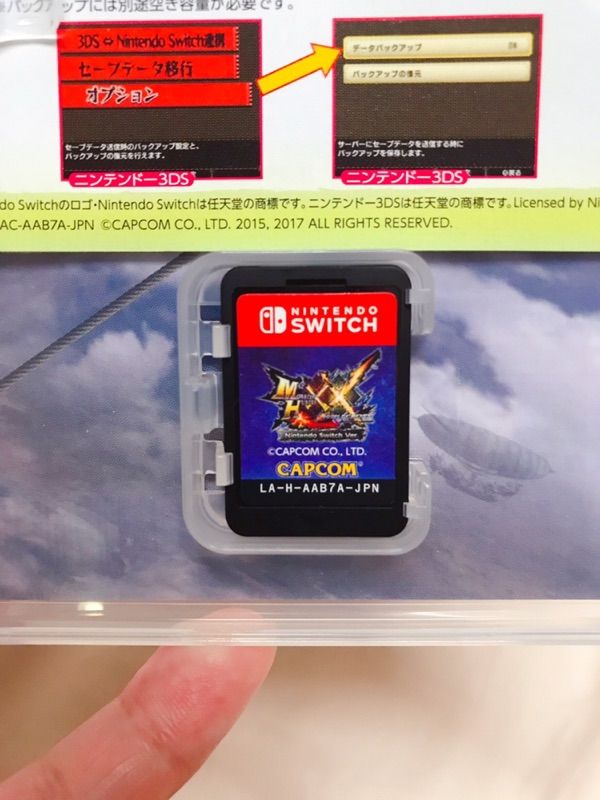 バックアップには別途空き容量が必要です。
3DS⇔Nintendo Switch連携
セーブデータ移行
オプション
セーブデータ送信時のバックアップ設定と、
バックアップの復元を行えます。
ニンテンドー3DS
データバックアップ ON
バックアップの復元
サーバーにセーブデータを送信する時に
バックアップを保存します。
戻る
ニンテンドー3DS
do Switchのロゴ・Nintendo Switchは任天堂の商標です。ニンテンドー3DSは任天堂の商標です。Licensed by Ni
AC-AAB7A-JPN ©CAPCOM CO., LTD. 2015, 2017 ALL RIGHTS RESERVED.
NINTENDO
SWITCH
MHXX
Nintendo Switch Ver.
©CAPCOM CO., LTD.
CAPCOM
LA-H-AAB7A-JPN